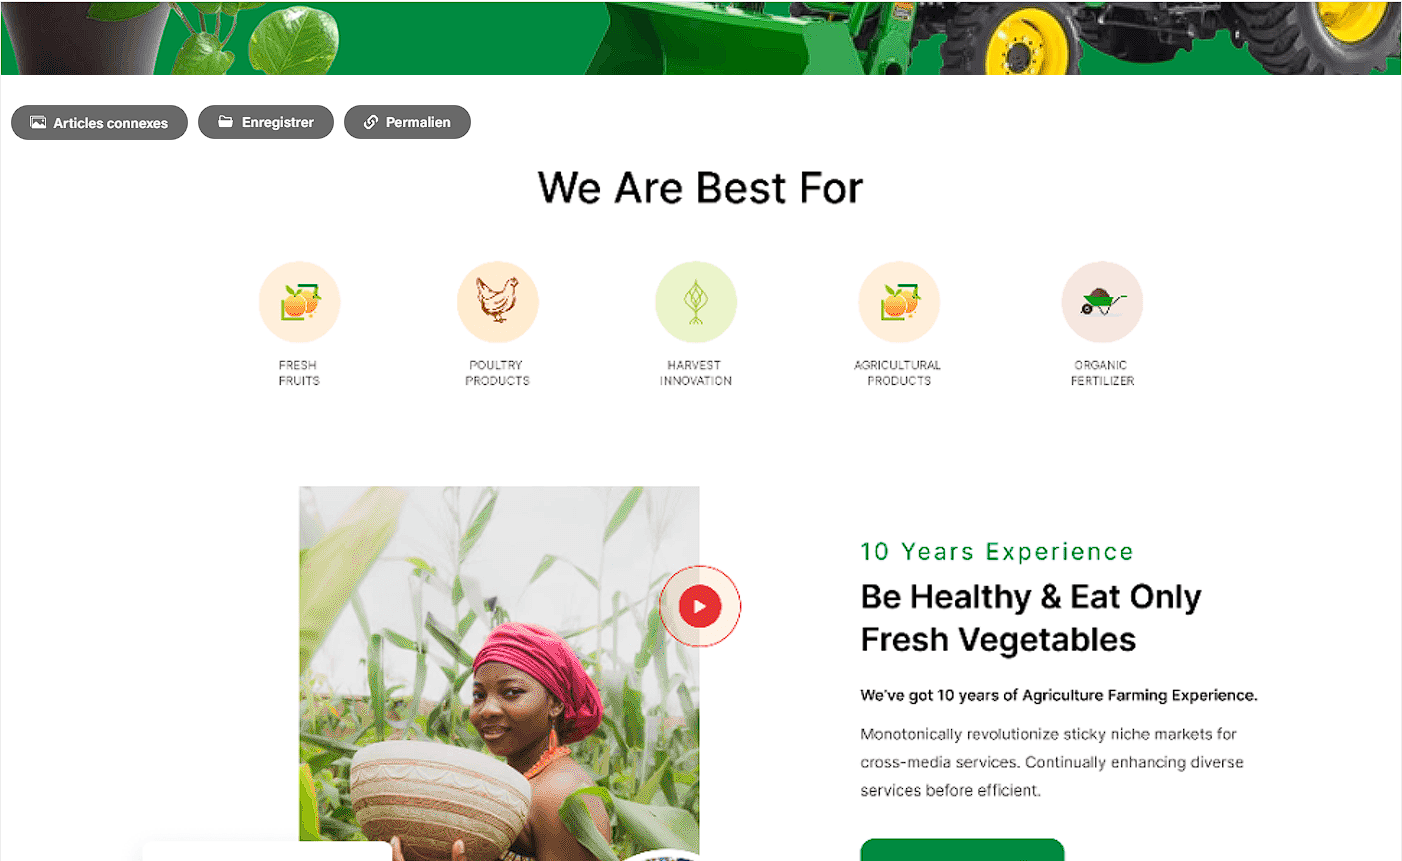 Articles connexes
Enregistrer
Permalien
We Are Best For
FRESH
FRUITS
POULTRY
PRODUCTS
HARVEST
INNOVATION
AGRICULTURAL
PRODUCTS
ORGANIC
FERTILIZER
10 Years Experience
Be Healthy & Eat Only
Fresh Vegetables
We've got 10 years of Agriculture Farming Experience.
Monotonically revolutionize sticky niche markets for
cross-media services. Continually enhancing diverse
services before efficient.